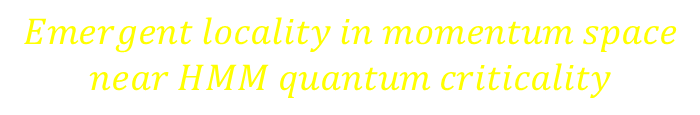 Emergent locality in momentum space
near HMM quantum criticality